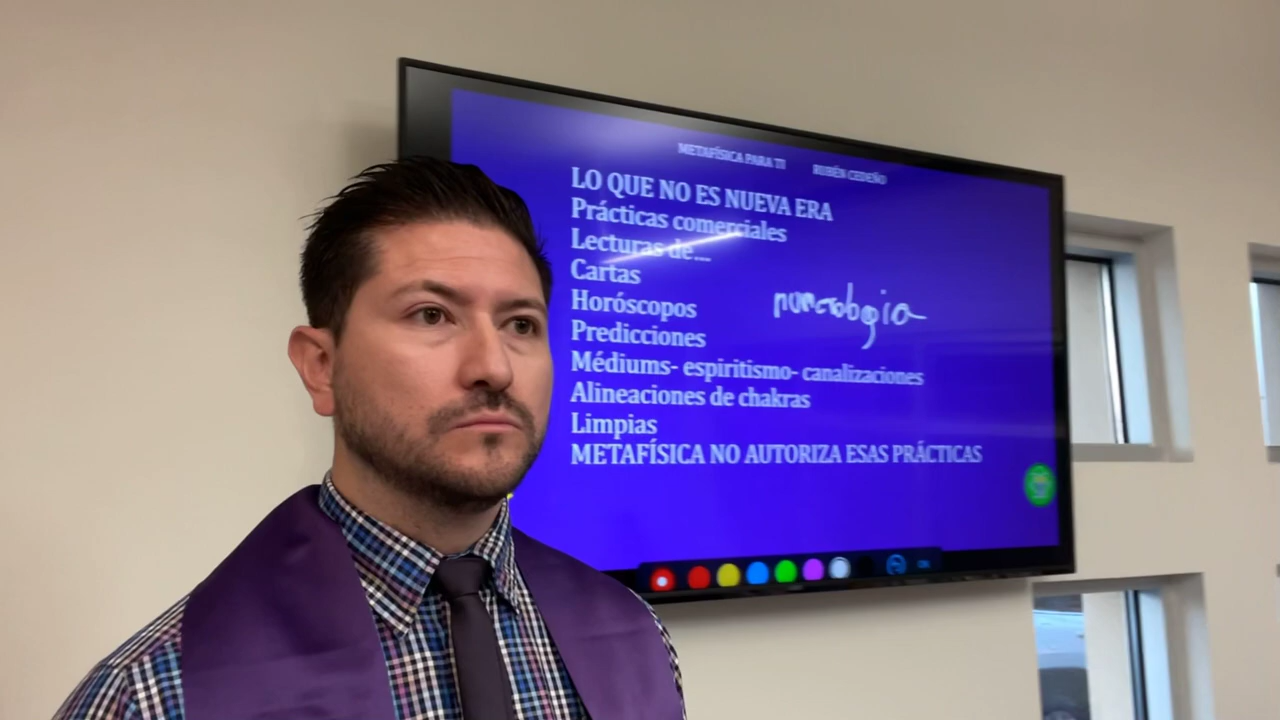 METAFÍSICA PARA TI RUBÉN CEDEÑO
LO QUE NO ES NUEVA ERA
Prácticas comerciales
Lecturas de....
Cartas
Horóscopos
numerologia
Predicciones
Médiums- espiritismo- canalizaciones
Alineaciones de chakras
Limpias
METAFÍSICA NO AUTORIZA ESAS PRÁCTICAS